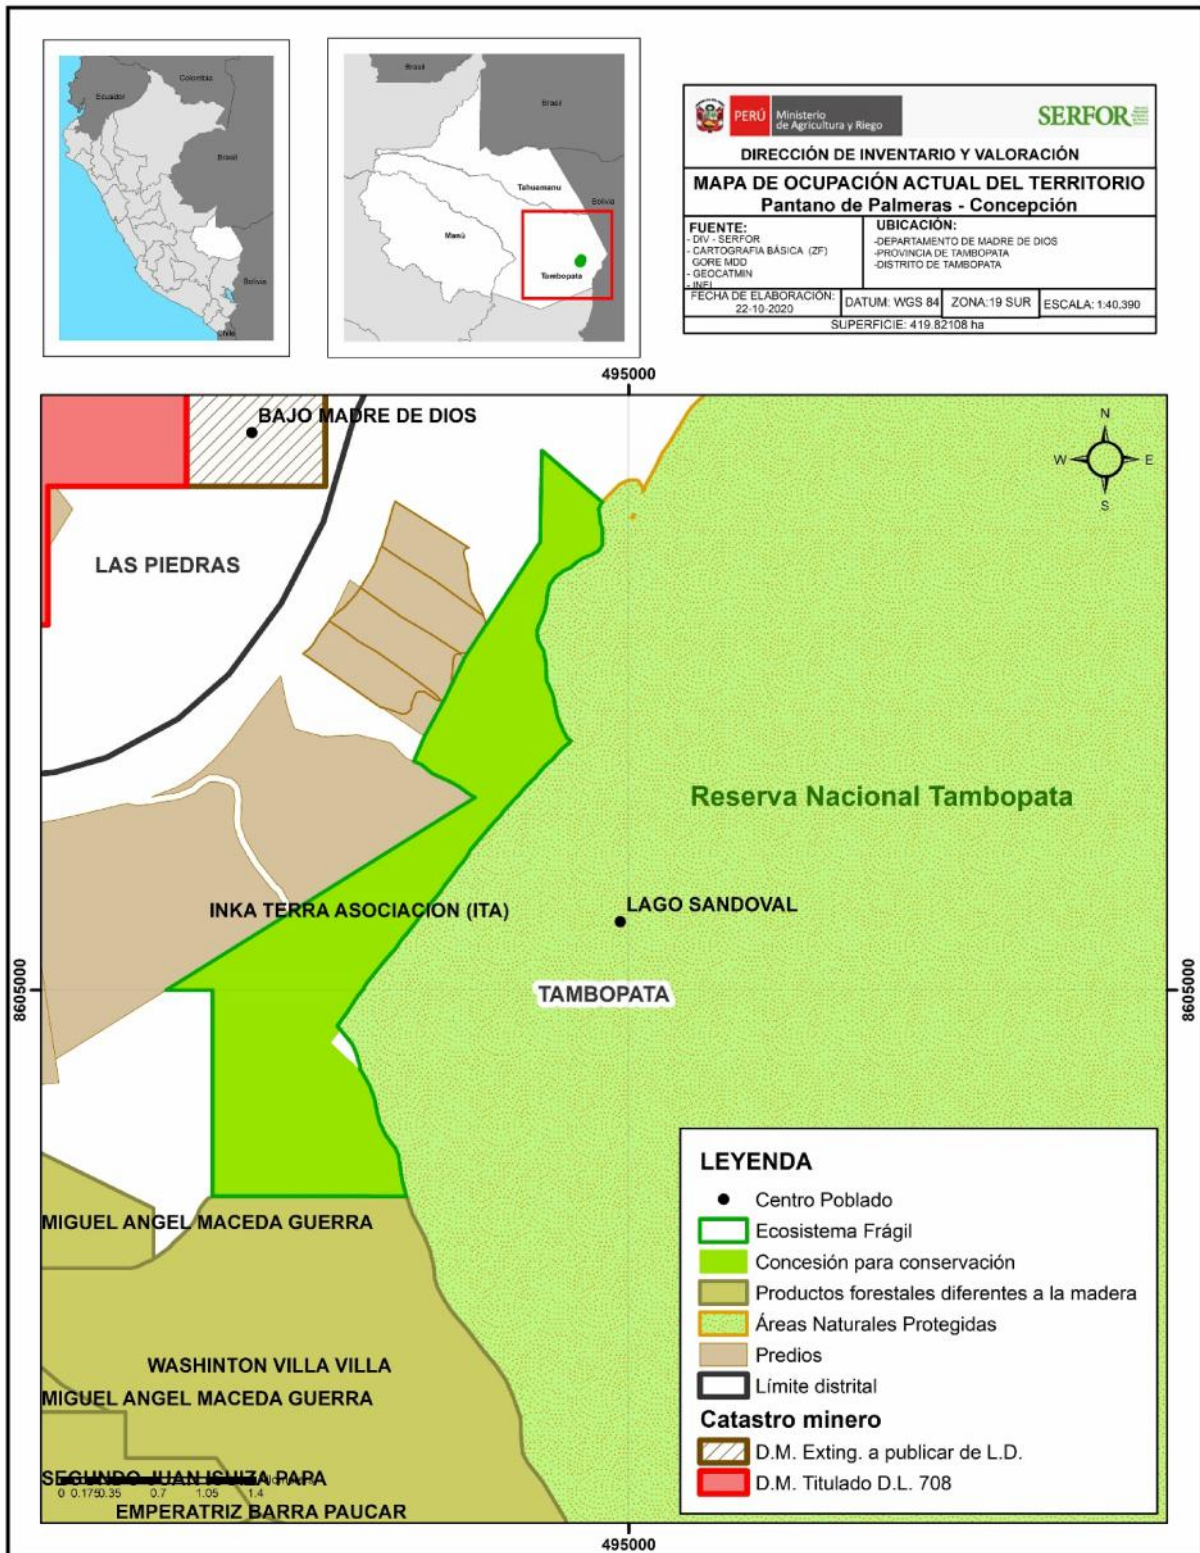 Colombia
Ecuador
Brasil
Bolivia
Chile
Brasil
Brasil
Tahuamanu
Bolivia
Manú
Tambopata
PERÚ
Ministerio
de Agricultura y Riego
SERFOR
DIRECCIÓN DE INVENTARIO Y VALORACIÓN
MAPA DE OCUPACIÓN ACTUAL DEL TERRITORIO
Pantano de Palmeras - Concepción
FUENTE:
- DIV - SERFOR
- CARTOGRAFIA BÁSICA (ZF)
GORE MDD
- GEOCATMIN
- INEI
UBICACIÓN:
-DEPARTAMENTO DE MADRE DE DIOS
-PROVINCIA DE TAMBOPATA
-DISTRITO DE TAMBOPATA
FECHA DE ELABORACIÓN:
22-10-2020
DATUM: WGS 84
ZONA:19 SUR
ESCALA: 1:40,390
SUPERFICIE: 419.82108 ha
495000
BAJO MADRE DE DIOS
N
W
E
S
LAS PIEDRAS
Reserva Nacional Tambopata
INKA TERRA ASOCIACION (ITA)
LAGO SANDOVAL
TAMBOPATA
8605000
8605000
MIGUEL ANGEL MACEDA GUERRA
WASHINTON VILLA VILLA
MIGUEL ANGEL MACEDA GUERRA
SEGUNDO JUAN ISUIZA PAPA
0 0.175 0.35 0.7 1.05 1.4
EMPERATRIZ BARRA PAUCAR
LEYENDA
Centro Poblado
Ecosistema Frágil
Concesión para conservación
Productos forestales diferentes a la madera
Áreas Naturales Protegidas
Predios
Límite distrital
Catastro minero
D.M. Exting. a publicar de L.D.
D.M. Titulado D.L. 708
495000